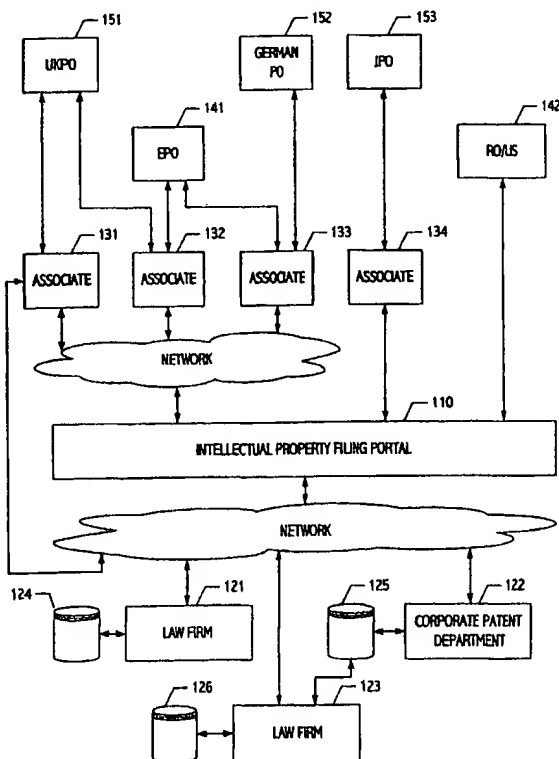 151
UKPO
152
GERMAN
PO
153
JPO
141
EPO
142
RO/US
131
ASSOCIATE
132
ASSOCIATE
133
ASSOCIATE
134
ASSOCIATE
NETWORK
110
INTELLECTUAL PROPERTY FILING PORTAL
NETWORK
124
121
LAW FIRM
125
122
CORPORATE PATENT
DEPARTMENT
126
123
LAW FIRM